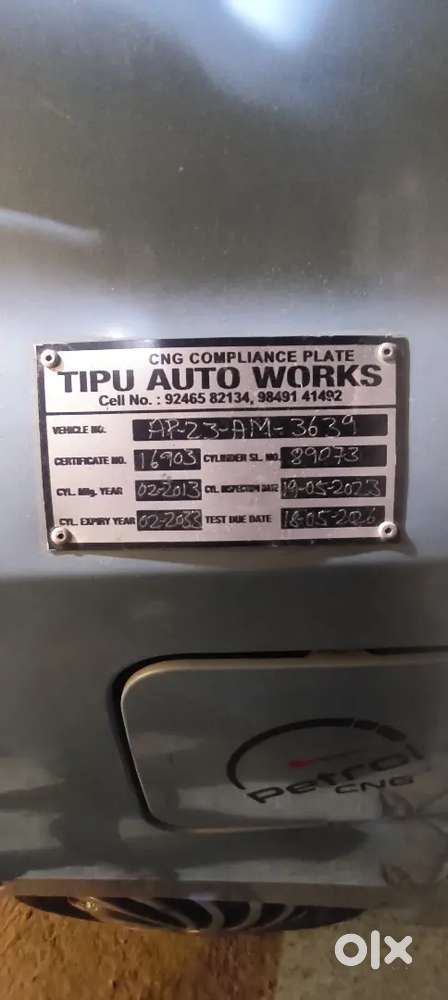 CNG COMPLIANCE PLATE
TIPU AUTO WORKS
Cell No. : 92465 82134, 98491 41492
VEHICLE NO. AP-23-AM-3639
CERTIFICATE NO. 16903 CYLINDER SL. NO. 89073
CYL. Mfg. YEAR 02-2013 CYL. INSPECTION DATE 19-05-2023
CYL. EXPIRY YEAR 02-2033 TEST DUE DATE 18-05-2026
petrol
CNG
olx